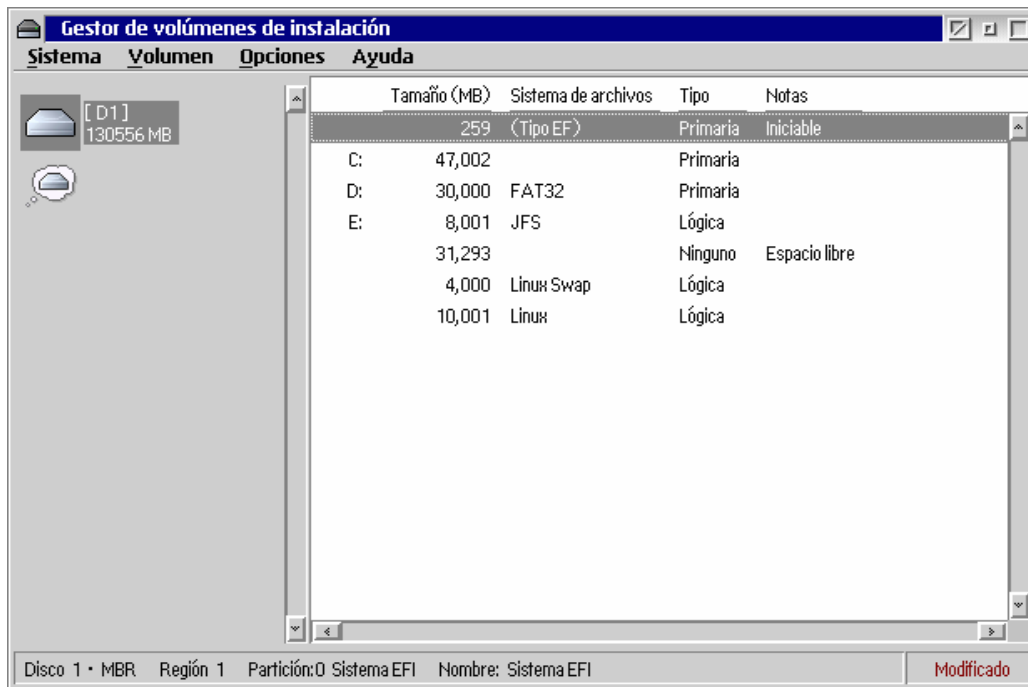 Gestor de volúmenes de instalación
Sistema Volumen Opciones Ayuda
[ D1 ]
130556 MB
Tamaño (MB) Sistema de archivos Tipo Notas
259 (Tipo EF) Primaria Iniciable
C: 47,002 Primaria
D: 30,000 FAT32 Primaria
E: 8,001 JFS Lógica
31,293 Ninguno Espacio libre
4,000 Linux Swap Lógica
10,001 Linux Lógica
Disco 1 • MBR Región 1 Partición:0 Sistema EFI Nombre: Sistema EFI Modificado